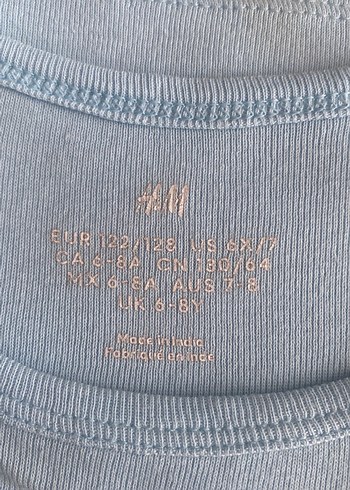 H&M
EUR 122/128 US 6X/7
CA 6-8A CN 130/64
MX 6-8A AUS 7-8
UK 6-8Y
Made in India
Fabriqué en Inde